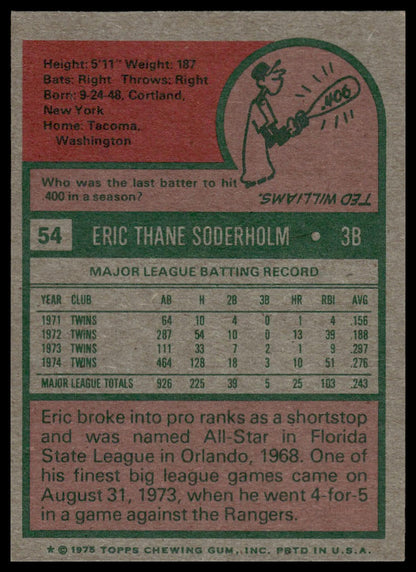 Height: 5'11" Weight: 187
Bats: Right Throws: Right
Born: 9-24-48, Cortland,
New York
Home: Tacoma,
Washington
.406
TED WILLIAMS.
Who was the last batter to hit
.400 in a season?
54 ERIC THANE SODERHOLM • 3B
MAJOR LEAGUE BATTING RECORD
YEAR CLUB AB H 2B 3B HR RBI AVG
1971 TWINS 64 10 4 0 1 4 .156
1972 TWINS 287 54 10 0 13 39 .188
1973 TWINS 111 33 7 2 1 9 .297
1974 TWINS 464 128 18 3 10 51 .276
MAJOR LEAGUE TOTALS 926 225 39 5 25 103 .243
Eric broke into pro ranks as a shortstop
and was named All-Star in Florida
State League in Orlando, 1968. One of
his finest big league games came on
August 31, 1973, when he went 4-for-5
in a game against the Rangers.
* © 1975 TOPPS CHEWING GUM, INC. PRTD IN U.S.A.